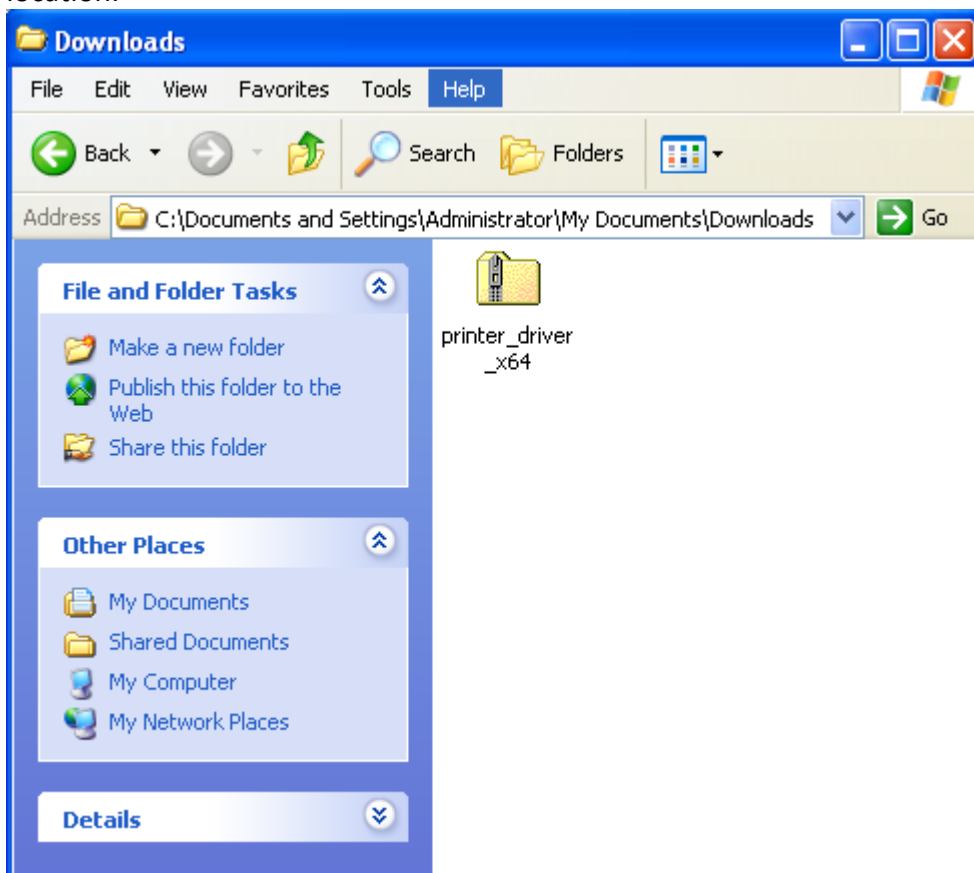 location.
Downloads
File Edit View Favorites Tools Help
Back Search Folders
Address C:\Documents and Settings\Administrator\My Documents\Downloads Go
File and Folder Tasks
Make a new folder
Publish this folder to the
Web
Share this folder
Other Places
My Documents
Shared Documents
My Computer
My Network Places
Details
printer_driver
_x64